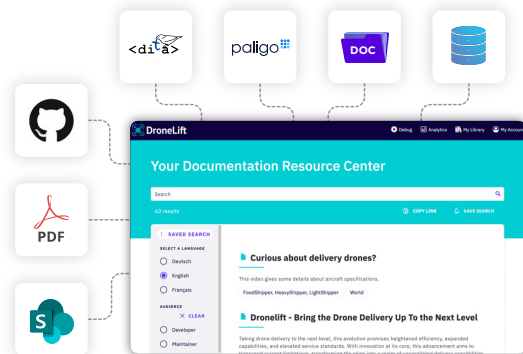 <dita>
paligo
DOC
PDF
S
DroneLift
Debug
Analytics
My Library
My Account
Your Documentation Resource Center
Search
63 results
COPY LINK
SAVE SEARCH
SAVED SEARCH
SELECT A LANGUAGE
Deutsch
English
Français
AUDIENCE
CLEAR
Developer
Maintainer
Curious about delivery drones?
This video gives some details about aircraft specifications.
FoodShipper, HeavyShipper, LightShipper World
Dronelift - Bring the Drone Delivery Up To the Next Level
Taking drone delivery to the next level, this evolution promises heightened efficiency, expanded
capabilities, and elevated service standards. With innovation at its core, this advancement aims to